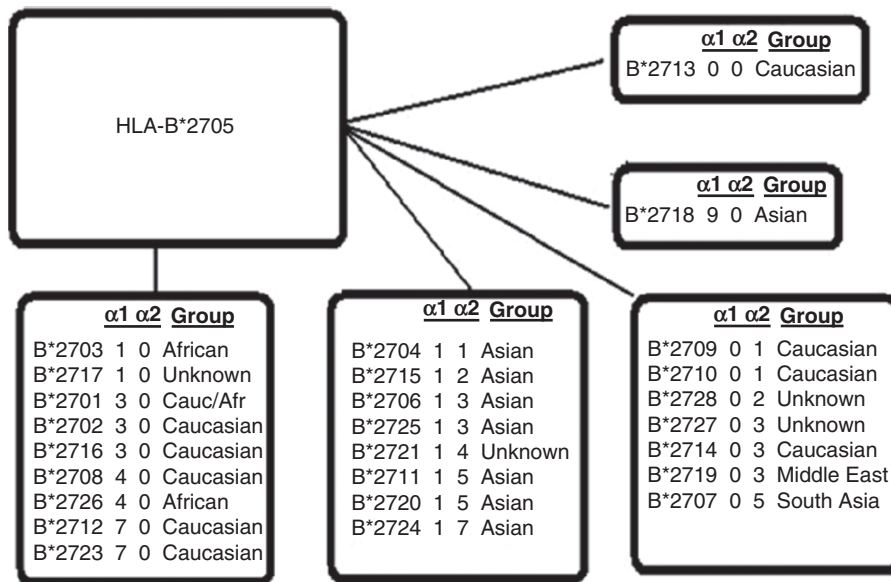 HLA-B*2705
α1 α2 Group
B*2713 0 0 Caucasian
α1 α2 Group
B*2718 9 0 Asian
α1 α2 Group
B*2703 1 0 African
B*2717 1 0 Unknown
B*2701 3 0 Cauc/Afr
B*2702 3 0 Caucasian
B*2716 3 0 Caucasian
B*2708 4 0 Caucasian
B*2726 4 0 African
B*2712 7 0 Caucasian
B*2723 7 0 Caucasian
α1 α2 Group
B*2704 1 1 Asian
B*2715 1 2 Asian
B*2706 1 3 Asian
B*2725 1 3 Asian
B*2721 1 4 Unknown
B*2711 1 5 Asian
B*2720 1 5 Asian
B*2724 1 7 Asian
α1 α2 Group
B*2709 0 1 Caucasian
B*2710 0 1 Caucasian
B*2728 0 2 Unknown
B*2727 0 3 Unknown
B*2714 0 3 Caucasian
B*2719 0 3 Middle East
B*2707 0 5 South Asia